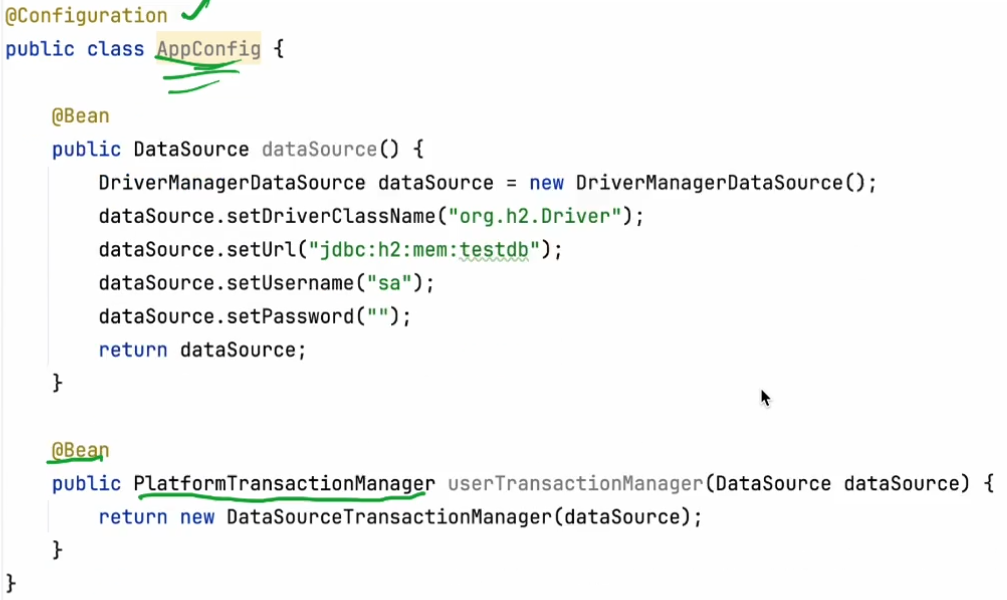 @Configuration
public class AppConfig {
@Bean
public DataSource dataSource() {
DriverManagerDataSource dataSource = new DriverManagerDataSource();
dataSource.setDriverClassName("org.h2.Driver");
dataSource.setUrl("jdbc:h2:mem:testdb");
dataSource.setUsername("sa");
dataSource.setPassword("");
return dataSource;
}
@Bean
public PlatformTransactionManager userTransactionManager(DataSource dataSource) {
return new DataSourceTransactionManager(dataSource);
}
}